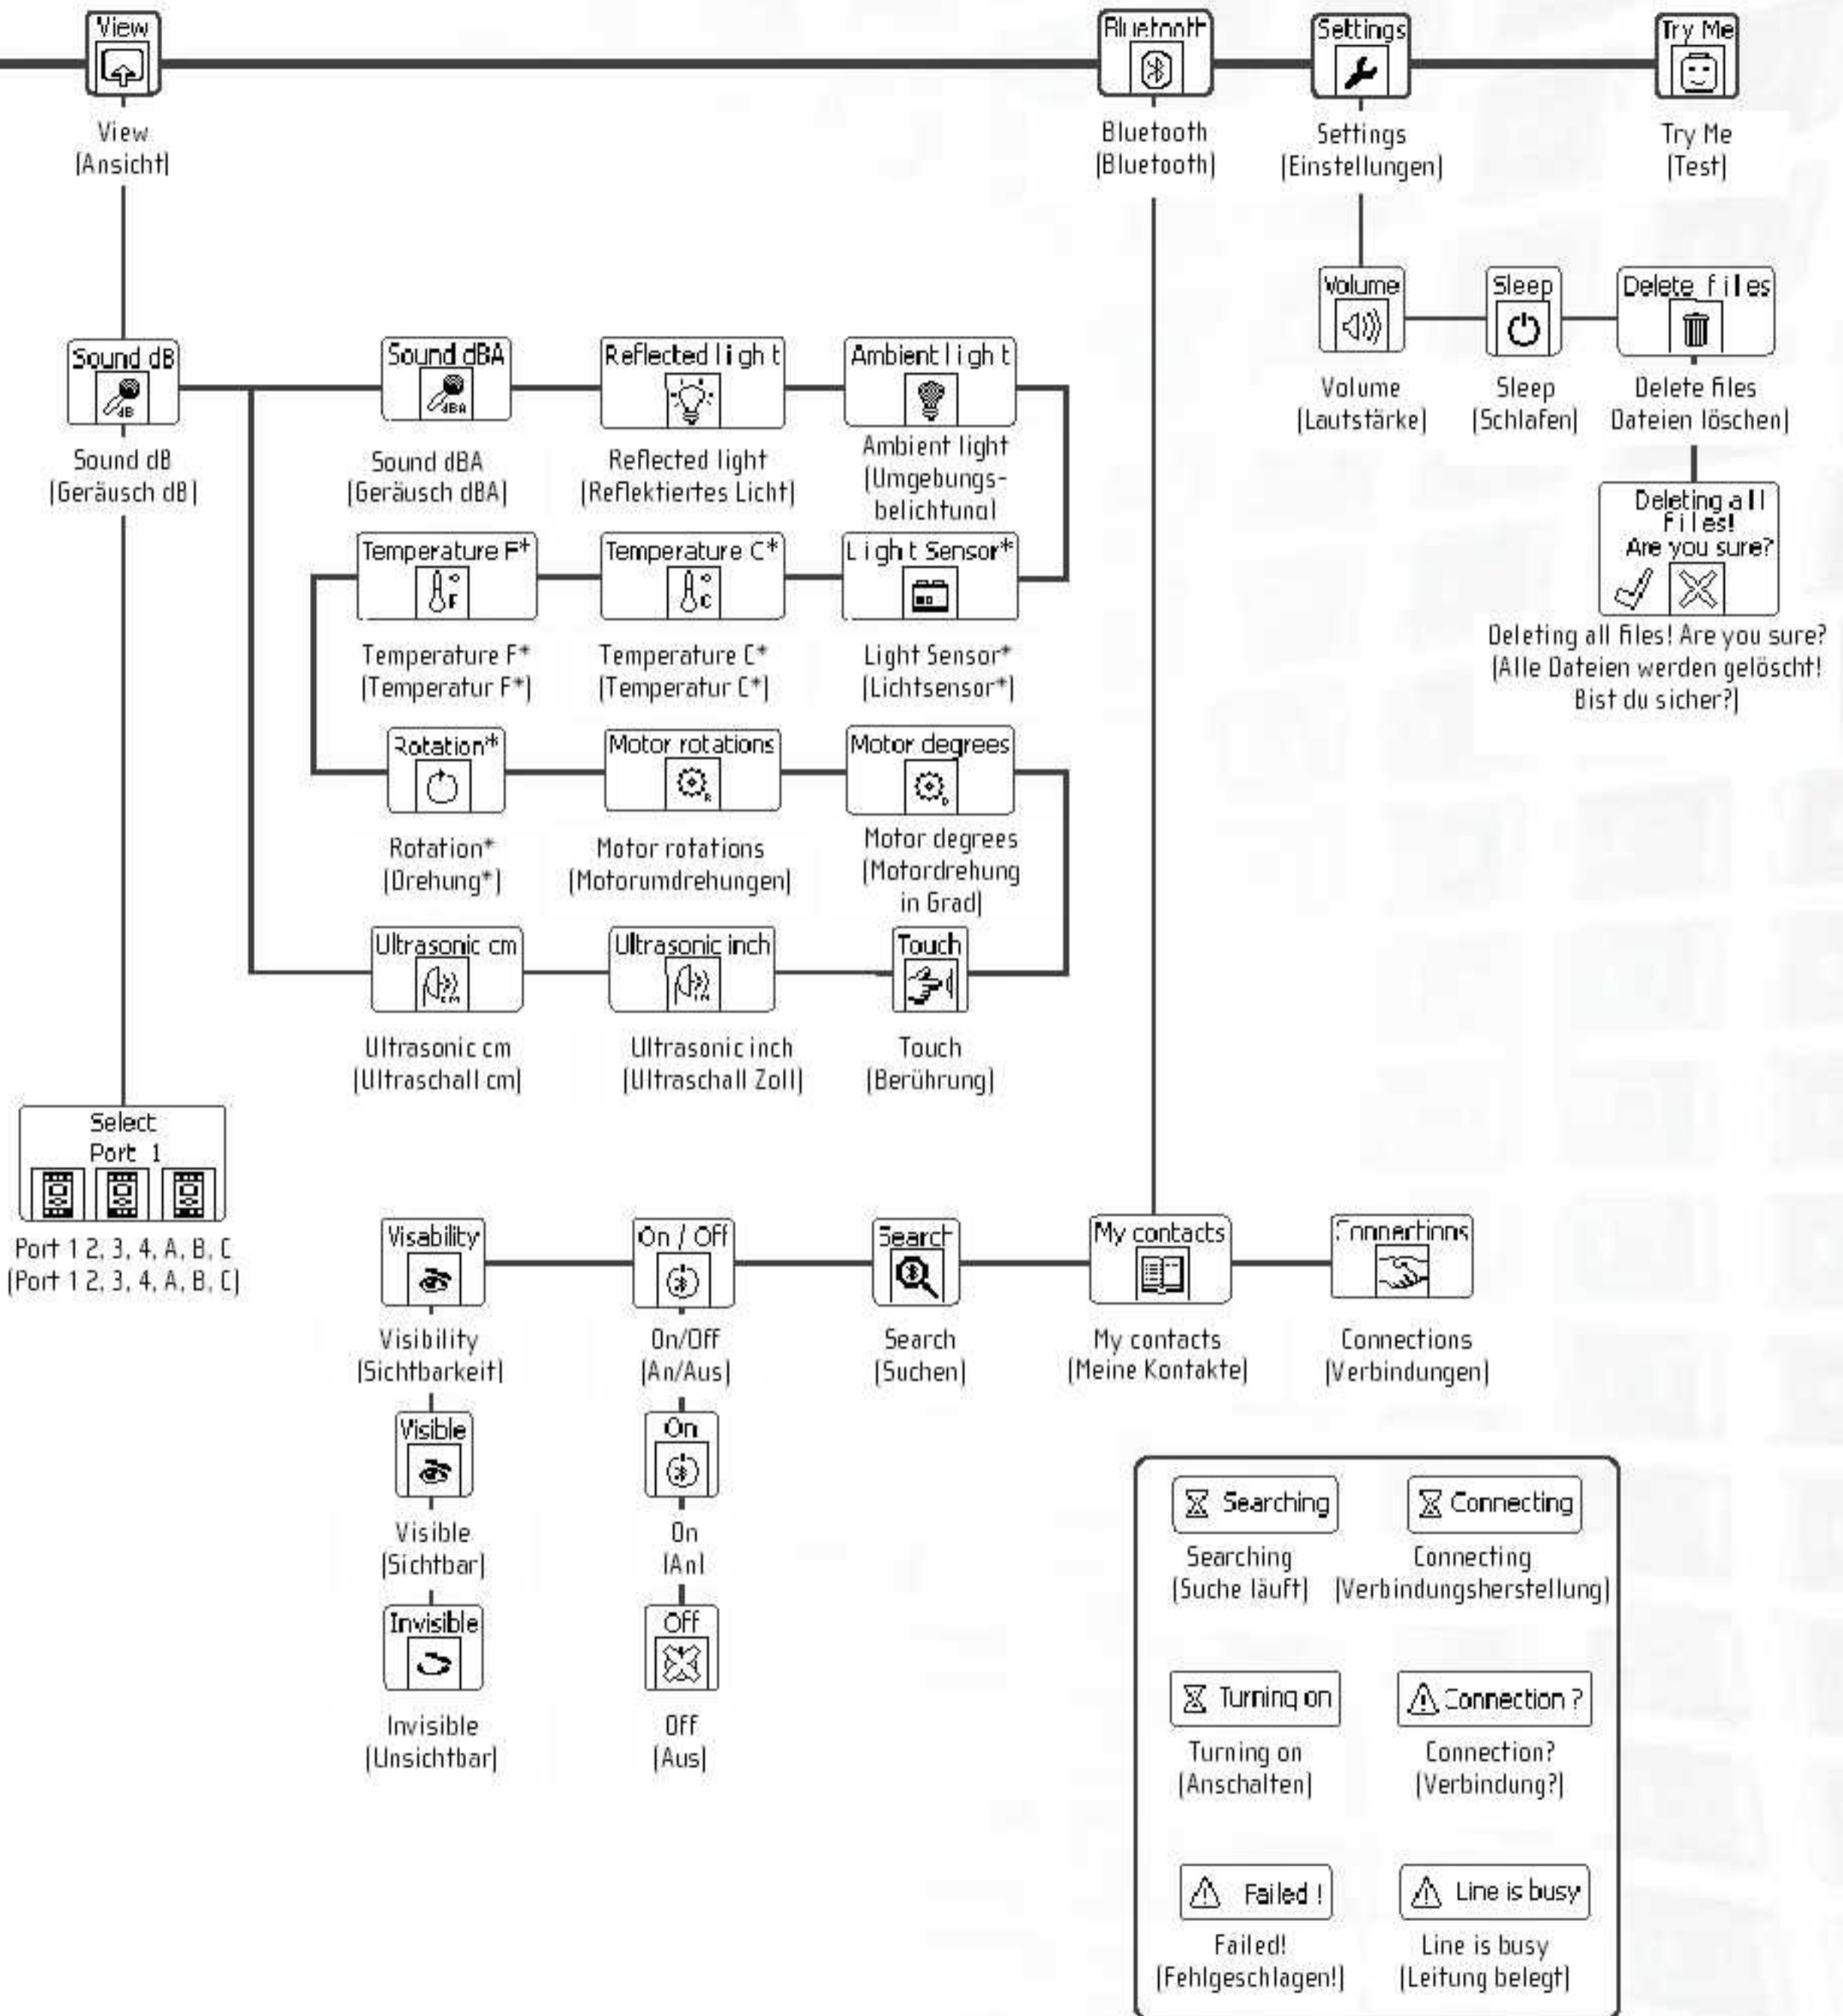 View
Bluetooth
Settings
Try Me
View
(Ansicht)
Bluetooth
(Bluetooth)
Settings
(Einstellungen)
Try Me
(Test)
Volume
Sleep
Delete files
Volume
(Lautstärke)
Sleep
(Schlafen)
Delete files
Dateien löschen)
Deleting all
files!
Are you sure?
Deleting all files! Are you sure?
(Alle Dateien werden gelöscht!
Bist du sicher?)
Sound dB
dB
Sound dBA
dBA
Reflected light
Ambient light
Sound dB
(Geräusch dB)
Sound dBA
(Geräusch dBA)
Reflected light
(Reflektiertes Licht)
Ambient light
(Umgebungs-
belichtung)
Temperature F*
°F
Temperature C*
°C
Light Sensor*
Temperature F*
(Temperatur F*)
Temperature C*
(Temperatur C*)
Light Sensor*
(Lichtsensor*)
Rotation*
Motor rotations
R
Motor degrees
D
Rotation*
(Drehung*)
Motor rotations
(Motorumdrehungen)
Motor degrees
(Motordrehung
in Grad)
Ultrasonic cm
CM
Ultrasonic inch
IN
Touch
Ultrasonic cm
(Ultraschall cm)
Ultrasonic inch
(Ultraschall Zoll)
Touch
(Berührung)
Select
Port 1
Port 1 2, 3, 4, A, B, C
(Port 1 2, 3, 4, A, B, C)
Visability
On / Off
Search
My contacts
Connections
Visibility
(Sichtbarkeit)
On/Off
(An/Aus)
Search
(Suchen)
My contacts
(Meine Kontakte)
Connections
(Verbindungen)
Visible
On
Visible
(Sichtbar)
On
(An)
Invisible
Off
Invisible
(Unsichtbar)
Off
(Aus)
Searching
Connecting
Searching
(Suche läuft)
Connecting
(Verbindungsherstellung)
Turning on
Connection ?
Turning on
(Anschalten)
Connection?
(Verbindung?)
Failed !
Line is busy
Failed!
(Fehlgeschlagen!)
Line is busy
(Leitung belegt)